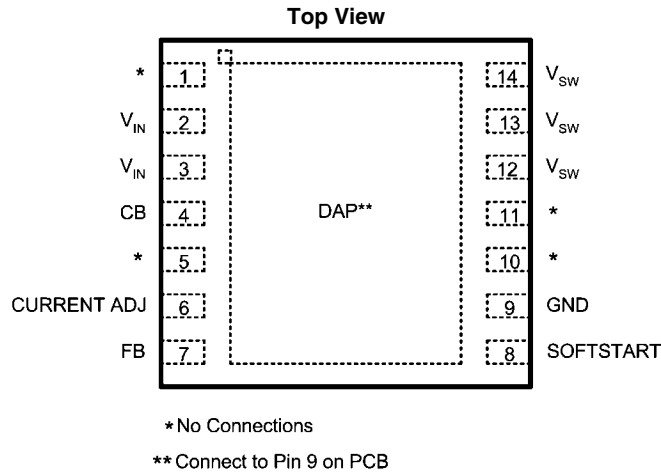 Top View
* 1 14 VSW
VIN 2 13 VSW
VIN 3 12 VSW
CB 4 DAP** 11 *
* 5 10 *
CURRENT ADJ 6 9 GND
FB 7 8 SOFTSTART
* No Connections
** Connect to Pin 9 on PCB